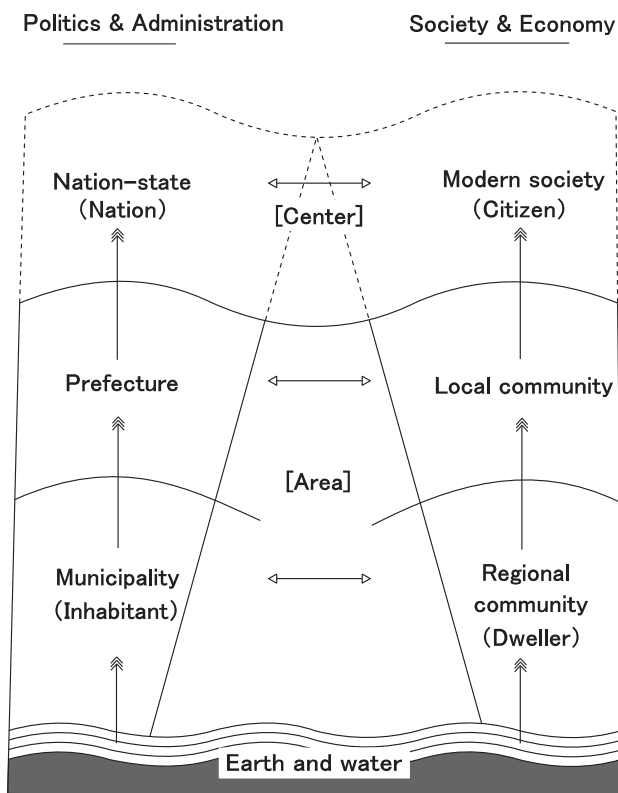 Politics & Administration
Society & Economy
Nation-state
(Nation)
[Center]
Modern society
(Citizen)
Prefecture
Local community
[Area]
Municipality
(Inhabitant)
Regional
community
(Dweller)
Earth and water